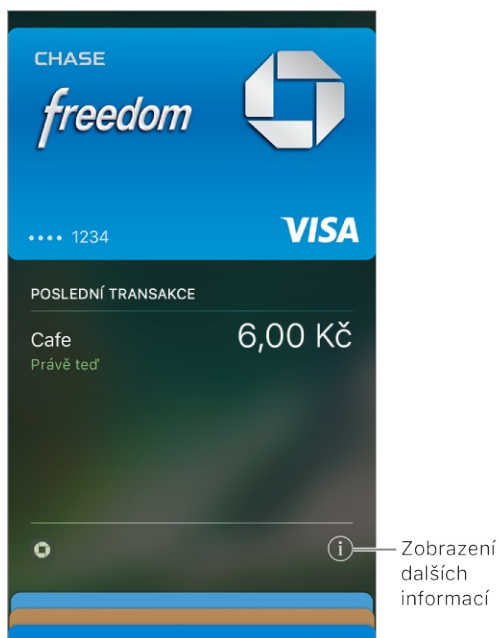 CHASE
freedom
•••• 1234
VISA
POSLEDNÍ TRANSAKCE
Cafe
6,00 Kč
Právě teď
i
Zobrazení
dalších
informací